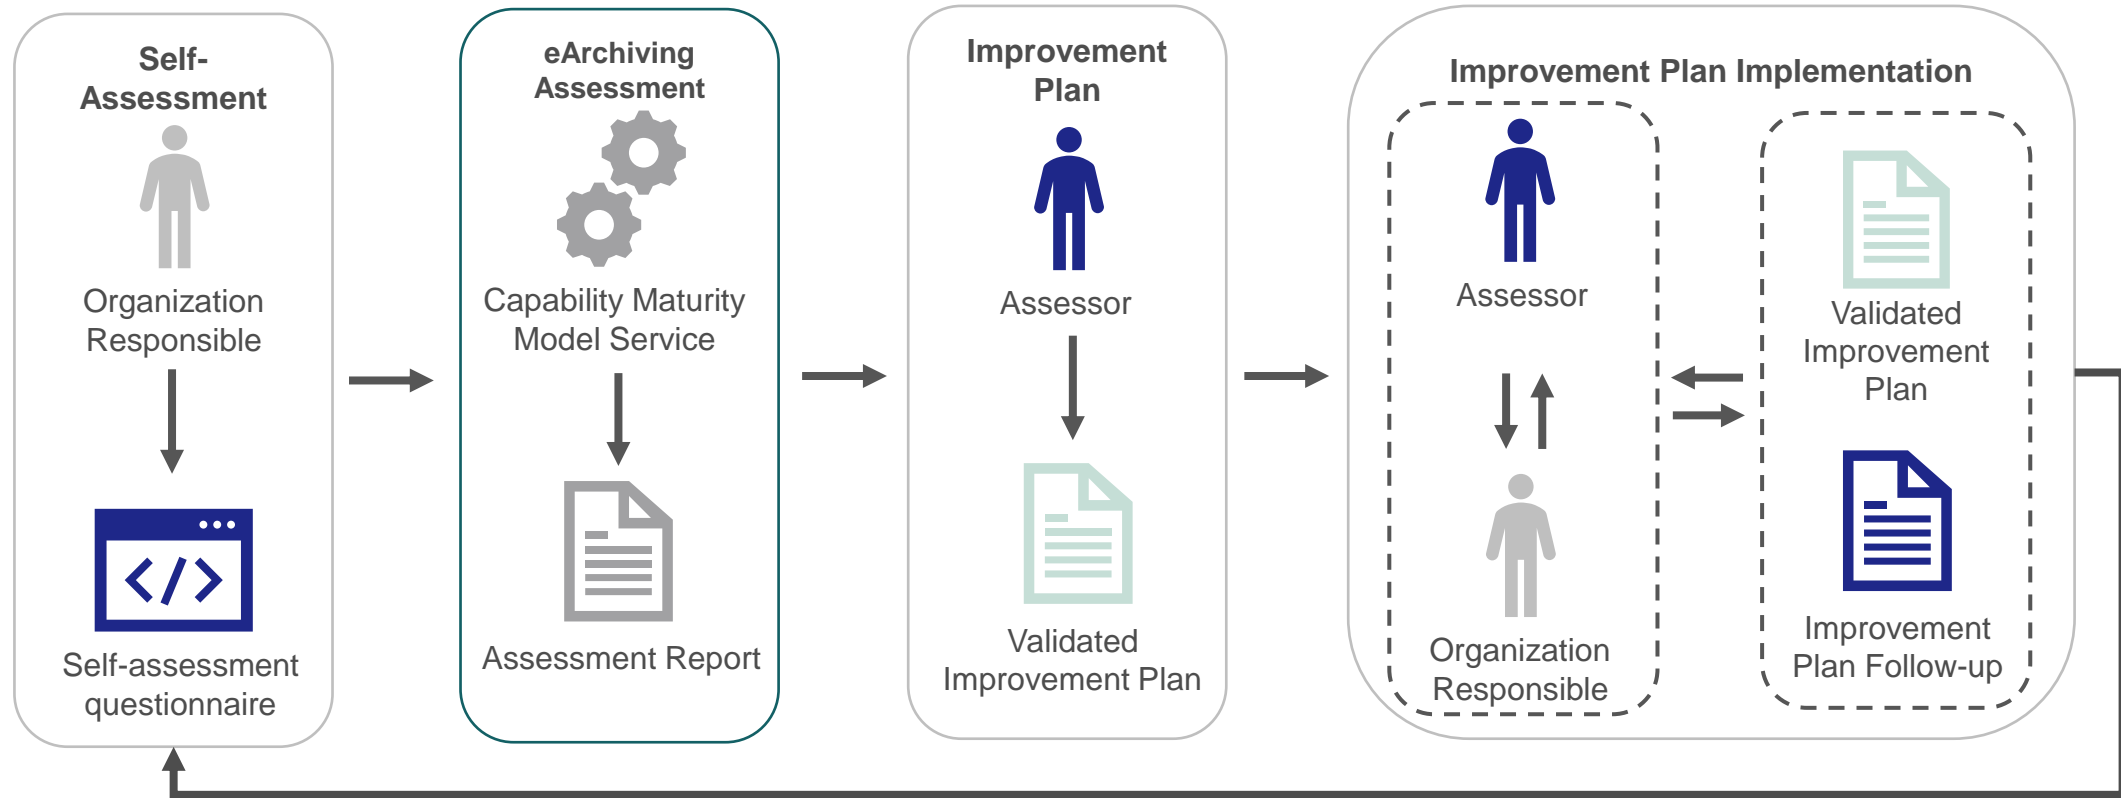 Self-
Assessment
Organization
Responsible
</>
Self-assessment
questionnaire
eArchiving
Assessment
Capability Maturity
Model Service
Assessment Report
Improvement
Plan
Assessor
Validated
Improvement Plan
Improvement Plan Implementation
Assessor
Organization
Responsible
Validated
Improvement
Plan
Improvement
Plan Follow-up